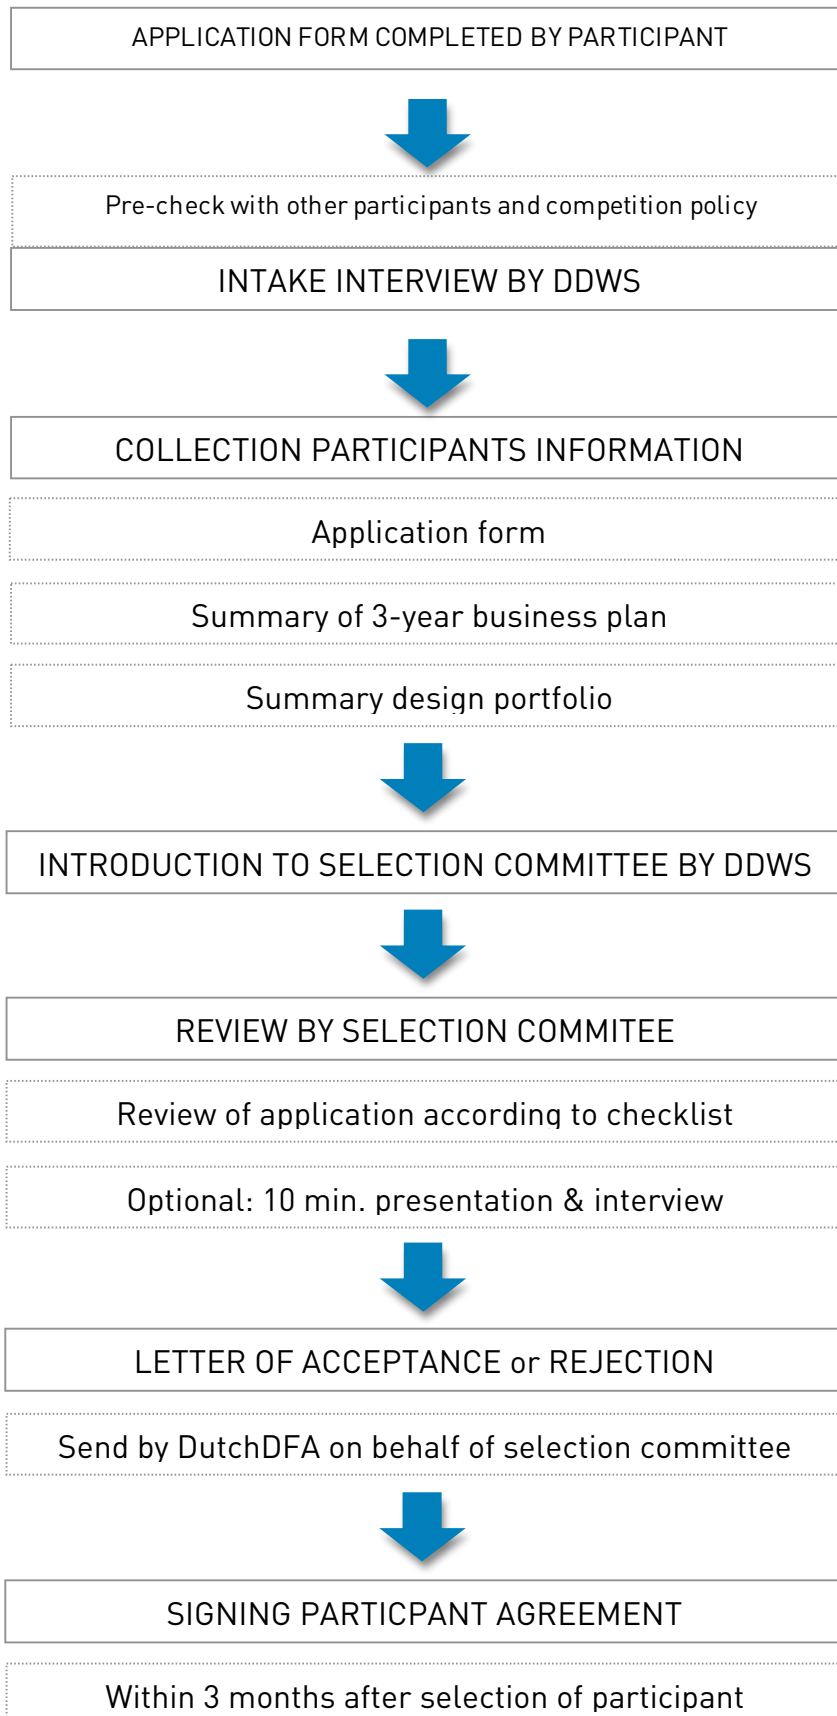 APPLICATION FORM COMPLETED BY PARTICIPANT
Pre-check with other participants and competition policy
INTAKE INTERVIEW BY DDWS
COLLECTION PARTICIPANTS INFORMATION
Application form
Summary of 3-year business plan
Summary design portfolio
INTRODUCTION TO SELECTION COMMITTEE BY DDWS
REVIEW BY SELECTION COMMITEE
Review of application according to checklist
Optional: 10 min. presentation & interview
LETTER OF ACCEPTANCE or REJECTION
Send by DutchDFA on behalf of selection committee
SIGNING PARTICPANT AGREEMENT
Within 3 months after selection of participant